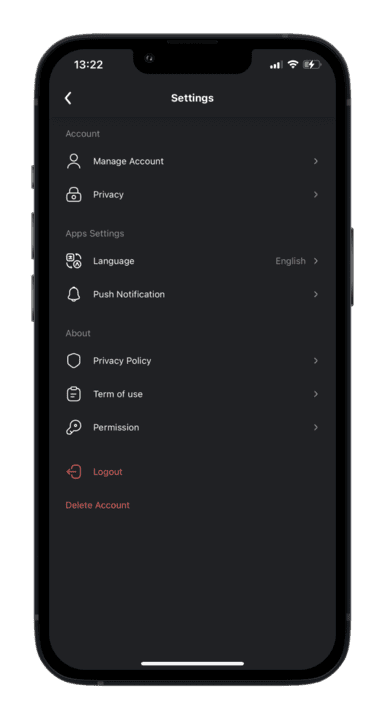 13:22
Settings
Account
Manage Account
Privacy
Apps Settings
Language English
Push Notification
About
Privacy Policy
Term of use
Permission
Logout
Delete Account